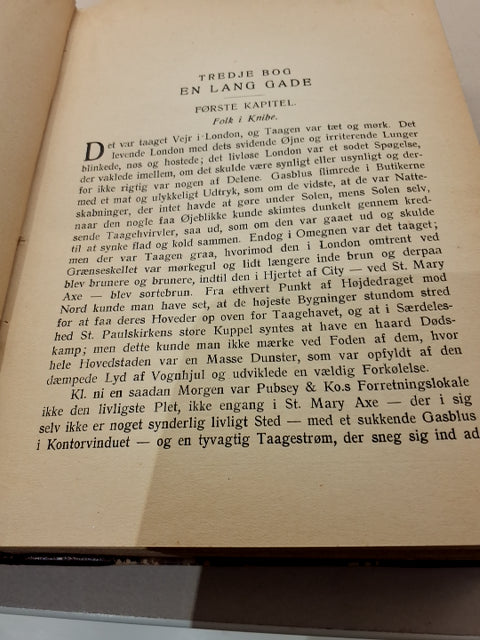 TREDJE BOG
EN LANG GADE
FØRSTE KAPITEL.
Folk i Knibe.
Det var taaget Vejr i London, og Taagen var tæt og mørk. Det
levende London med dets svidende Øjne og irriterende Lunger
blinkede, nøs og hostede; det livløse London var et sodet Spøgelse,
der vaklede imellem, om det skulde være synligt eller usynligt og der-
for ikke rigtig var nogen af Delene. Gasblus flimrede i Butikerne
med et mat og ulykkeligt Udtryk, som om de vidste, at de var Natte-
skabninger, der intet havde at gøre under Solen, mens Solen selv,
naar den nogle faa Øjeblikke kunde skimtes dunkelt gennem kred-
sende Taagehvirvler, saa ud, som om den var gaaet ud og skulde
til at synke flad og kold sammen. Endog i Omegnen var det taaget;
men der var Taagen graa, hvorimod den i London omtrent ved
Grænseskellet var mørkegul og lidt længere inde brun og derpaa
blev brunere og brunere, indtil den i Hjertet af City — ved St. Mary
Axe — blev sortebrun. Fra ethvert Punkt af Højdedraget mod
Nord kunde man have set, at de højeste Bygninger stundom stred
for at faa deres Hoveder op oven for Taagehavet, og at i Særdeles-
hed St. Paulskirkens store Kuppel syntes at have en haard Døds-
kamp; men dette kunde man ikke mærke ved Foden af dem, hvor
hele Hovedstaden var en Masse Dunster, som var opfyldt af den
dæmpede Lyd af Vognhjul og udviklede en vældig Forkølelse.
Kl. ni en saadan Morgen var Pubsey & Ko.s Forretningslokale
ikke den livligste Plet, ikke engang i St. Mary Axe — der i sig
selv ikke er noget synderlig livligt Sted — med et sukkende Gasblus
i Kontorvinduet — og en tyvagtig Taagestrøm, der sneg sig ind ad